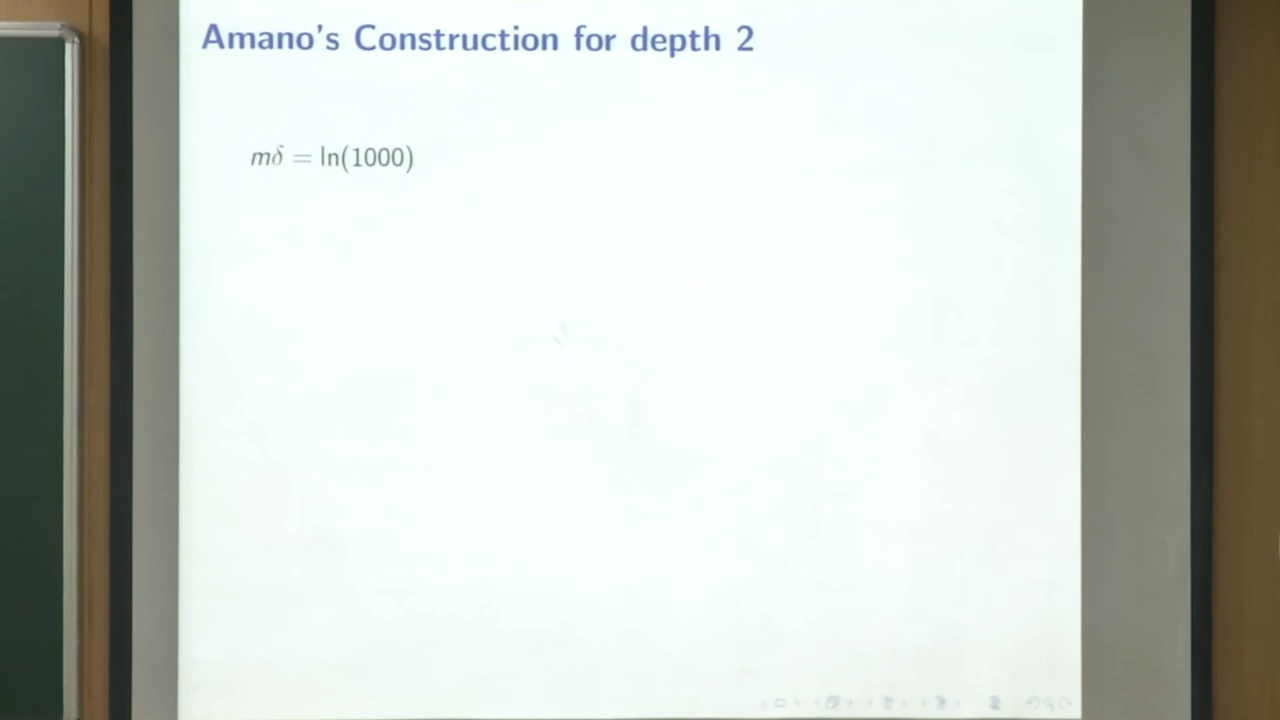 Amano's Construction for depth 2
mδ = ln(1000)